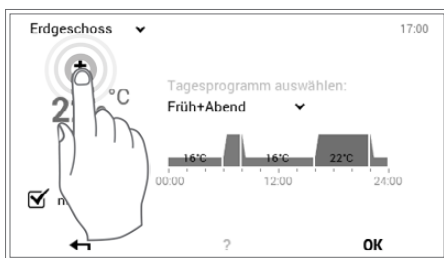 Erdgeschoss
17:00
+
°C
Tagesprogramm auswählen:
Früh+Abend
16°C 16°C 22°C
00:00 12:00 24:00
?
OK